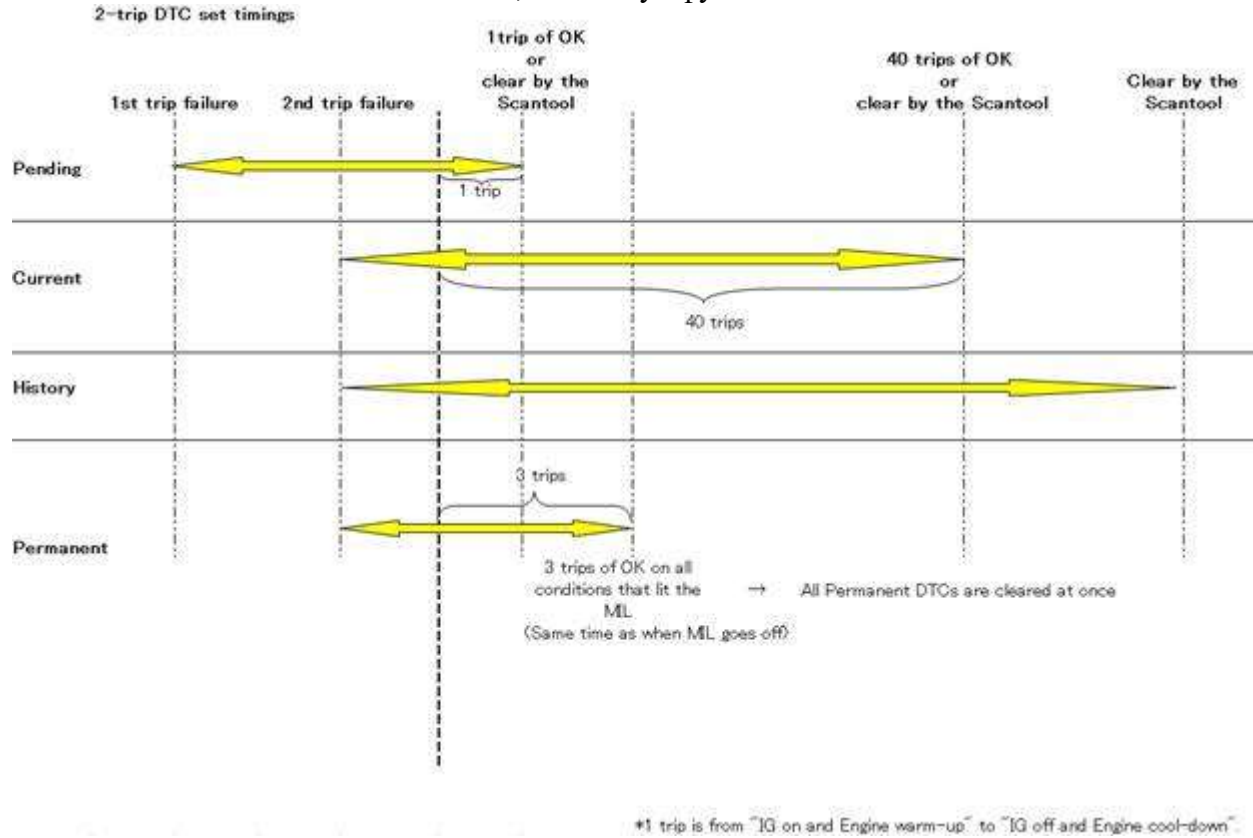 2-trip DTC set timings
1trip of OK
or
clear by the
Scantool
40 trips of OK
or
clear by the Scantool
Clear by the
Scantool
1st trip failure
2nd trip failure
Pending
1 trip
Current
40 trips
History
3 trips
Permanent
3 trips of OK on all
conditions that lit the
MIL
(Same time as when MIL goes off)
→ All Permanent DTCs are cleared at once
*1 trip is from "IG on and Engine warm-up" to "IG off and Engine cool-down".